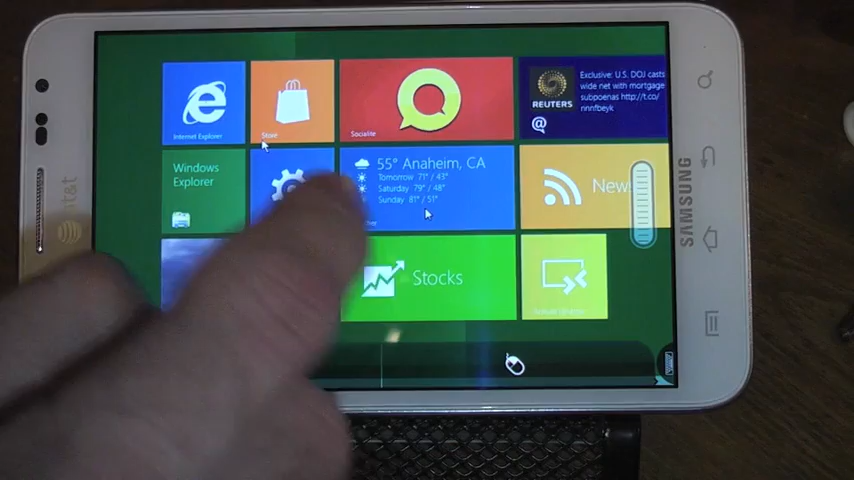 at&t
Internet Explorer
Store
Socialite
REUTERS
Exclusive: U.S. DOJ casts
wide net with mortgage
subpoenas http://t.co/
nnnfbeyk
@
Windows
Explorer
55° Anaheim, CA
Tomorrow 71° / 43°
Saturday 79° / 48°
Sunday 81° / 51°
New
Stocks
SAMSUNG